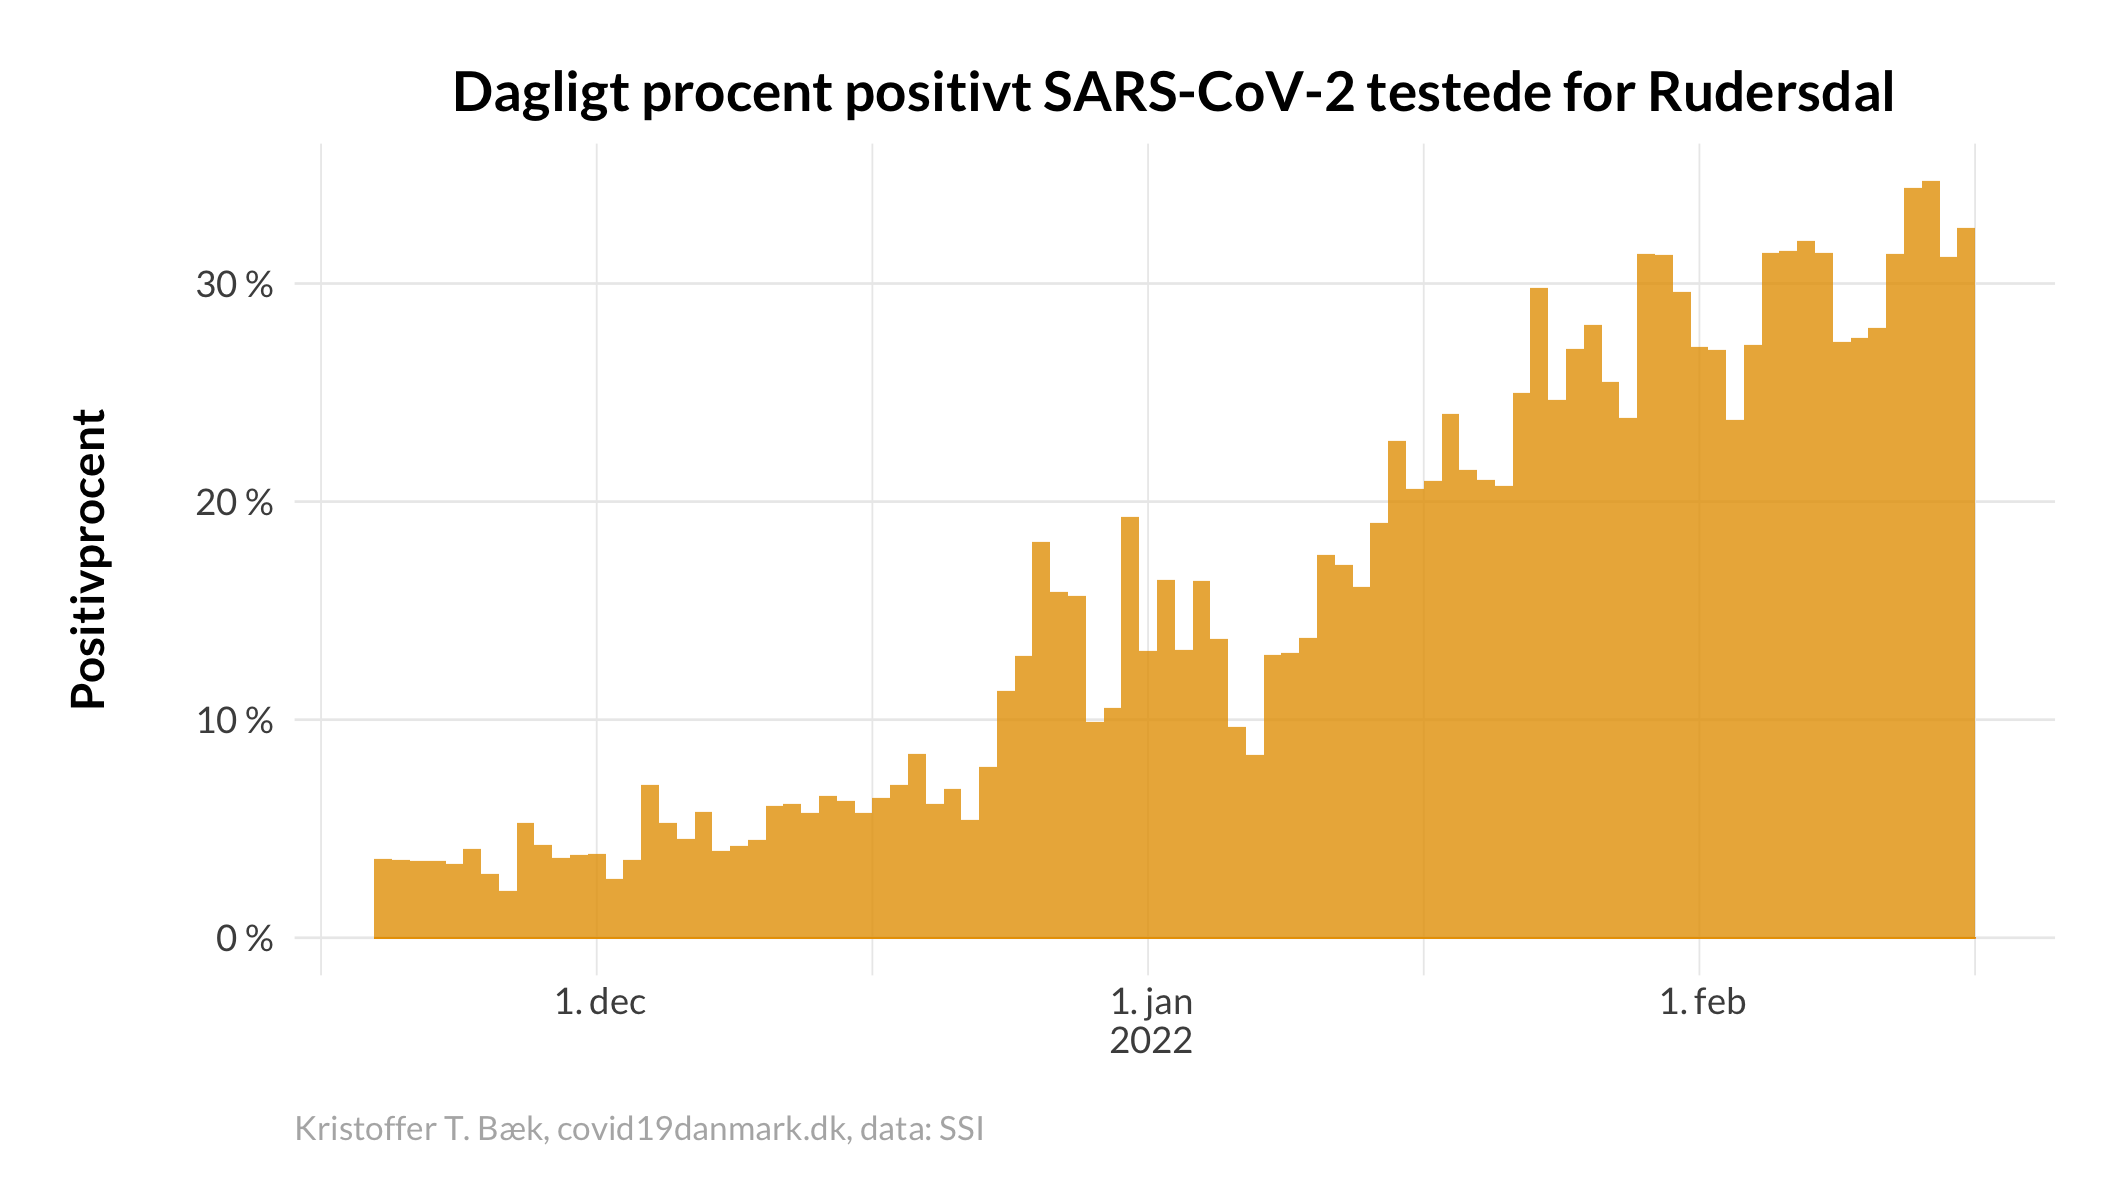 Dagligt procent positivt SARS-CoV-2 testede for Rudersdal
Positivprocent
30 %
20 %
10 %
0 %
1. dec
1. jan
2022
1. feb
Kristoffer T. Bæk, covid19danmark.dk, data: SSI